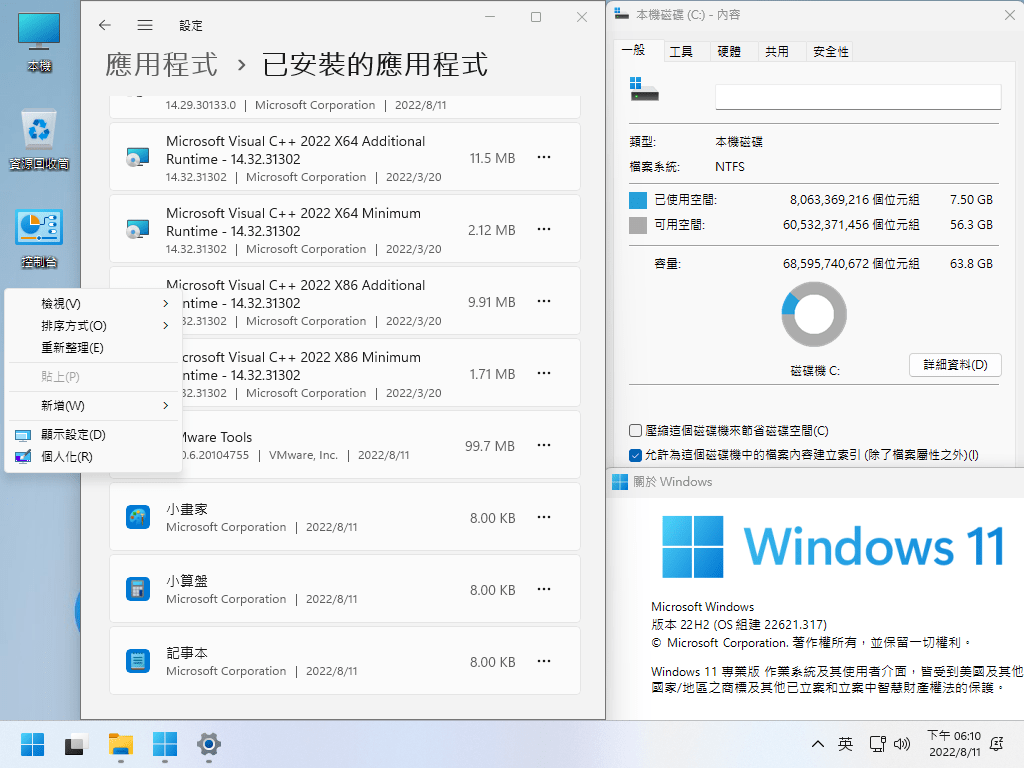 本機
資源回收筒
控制台
檢視(V)
排序方式(O)
重新整理(E)
貼上(P)
新增(W)
顯示設定(D)
個人化(R)
設定
應用程式 › 已安裝的應用程式
14.29.30133.0 | Microsoft Corporation | 2022/8/11
Microsoft Visual C++ 2022 X64 Additional
Runtime - 14.32.31302
14.32.31302 | Microsoft Corporation | 2022/3/20
11.5 MB
Microsoft Visual C++ 2022 X64 Minimum
Runtime - 14.32.31302
14.32.31302 | Microsoft Corporation | 2022/3/20
2.12 MB
Microsoft Visual C++ 2022 X86 Additional
ntime - 14.32.31302
32.31302 | Microsoft Corporation | 2022/3/20
9.91 MB
crosoft Visual C++ 2022 X86 Minimum
ntime - 14.32.31302
32.31302 | Microsoft Corporation | 2022/3/20
1.71 MB
Mware Tools
0.6.20104755 | VMware, Inc. | 2022/8/11
99.7 MB
小畫家
Microsoft Corporation | 2022/8/11
8.00 KB
小算盤
Microsoft Corporation | 2022/8/11
8.00 KB
記事本
Microsoft Corporation | 2022/8/11
8.00 KB
本機磁碟 (C:) - 內容
一般 工具 硬體 共用 安全性
類型: 本機磁碟
檔案系統: NTFS
已使用空間: 8,063,369,216 個位元組 7.50 GB
可用空間: 60,532,371,456 個位元組 56.3 GB
容量: 68,595,740,672 個位元組 63.8 GB
磁碟機 C:
詳細資料(D)
壓縮這個磁碟機來節省磁碟空間(C)
允許為這個磁碟機中的檔案內容建立索引 (除了檔案屬性之外)(I)
關於 Windows
Windows 11
Microsoft Windows
版本 22H2 (OS 組建 22621.317)
© Microsoft Corporation. 著作權所有，並保留一切權利。
Windows 11 專業版 作業系統及其使用者介面，皆受到美國及其他
國家/地區之商標及其他已立案和立案中智慧財產權法的保護。
英
下午 06:10
2022/8/11